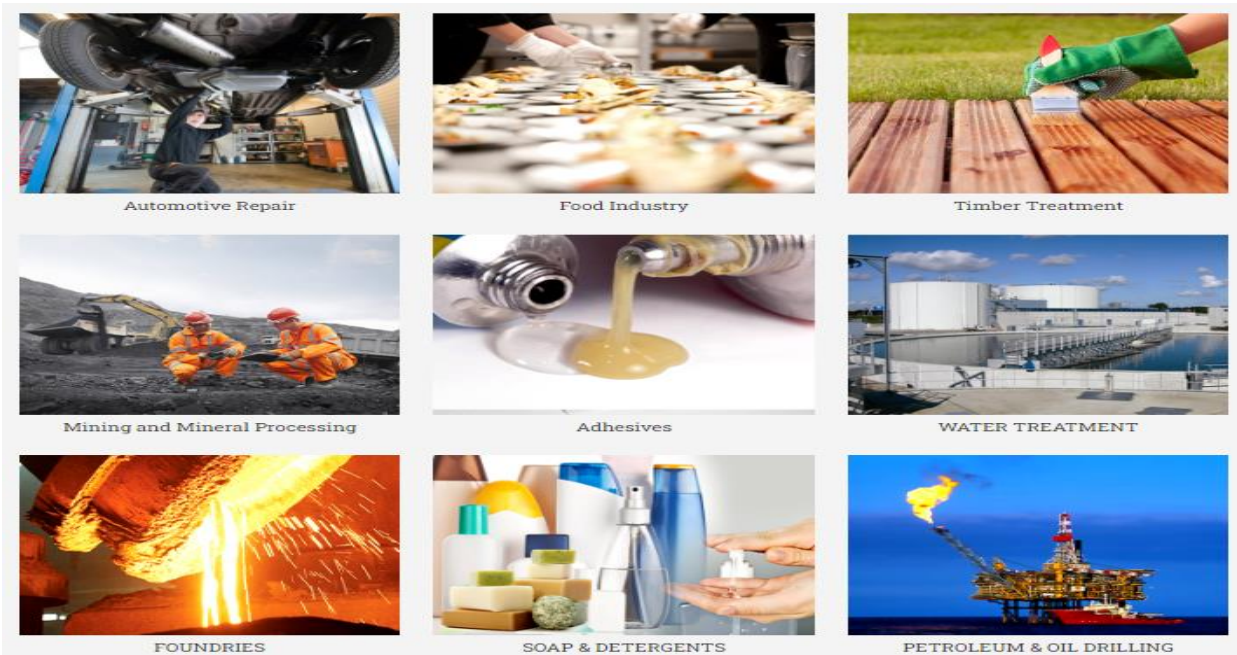 Automotive Repair
Food Industry
Timber Treatment
Mining and Mineral Processing
Adhesives
WATER TREATMENT
FOUNDRIES
SOAP & DETERGENTS
PETROLEUM & OIL DRILLING